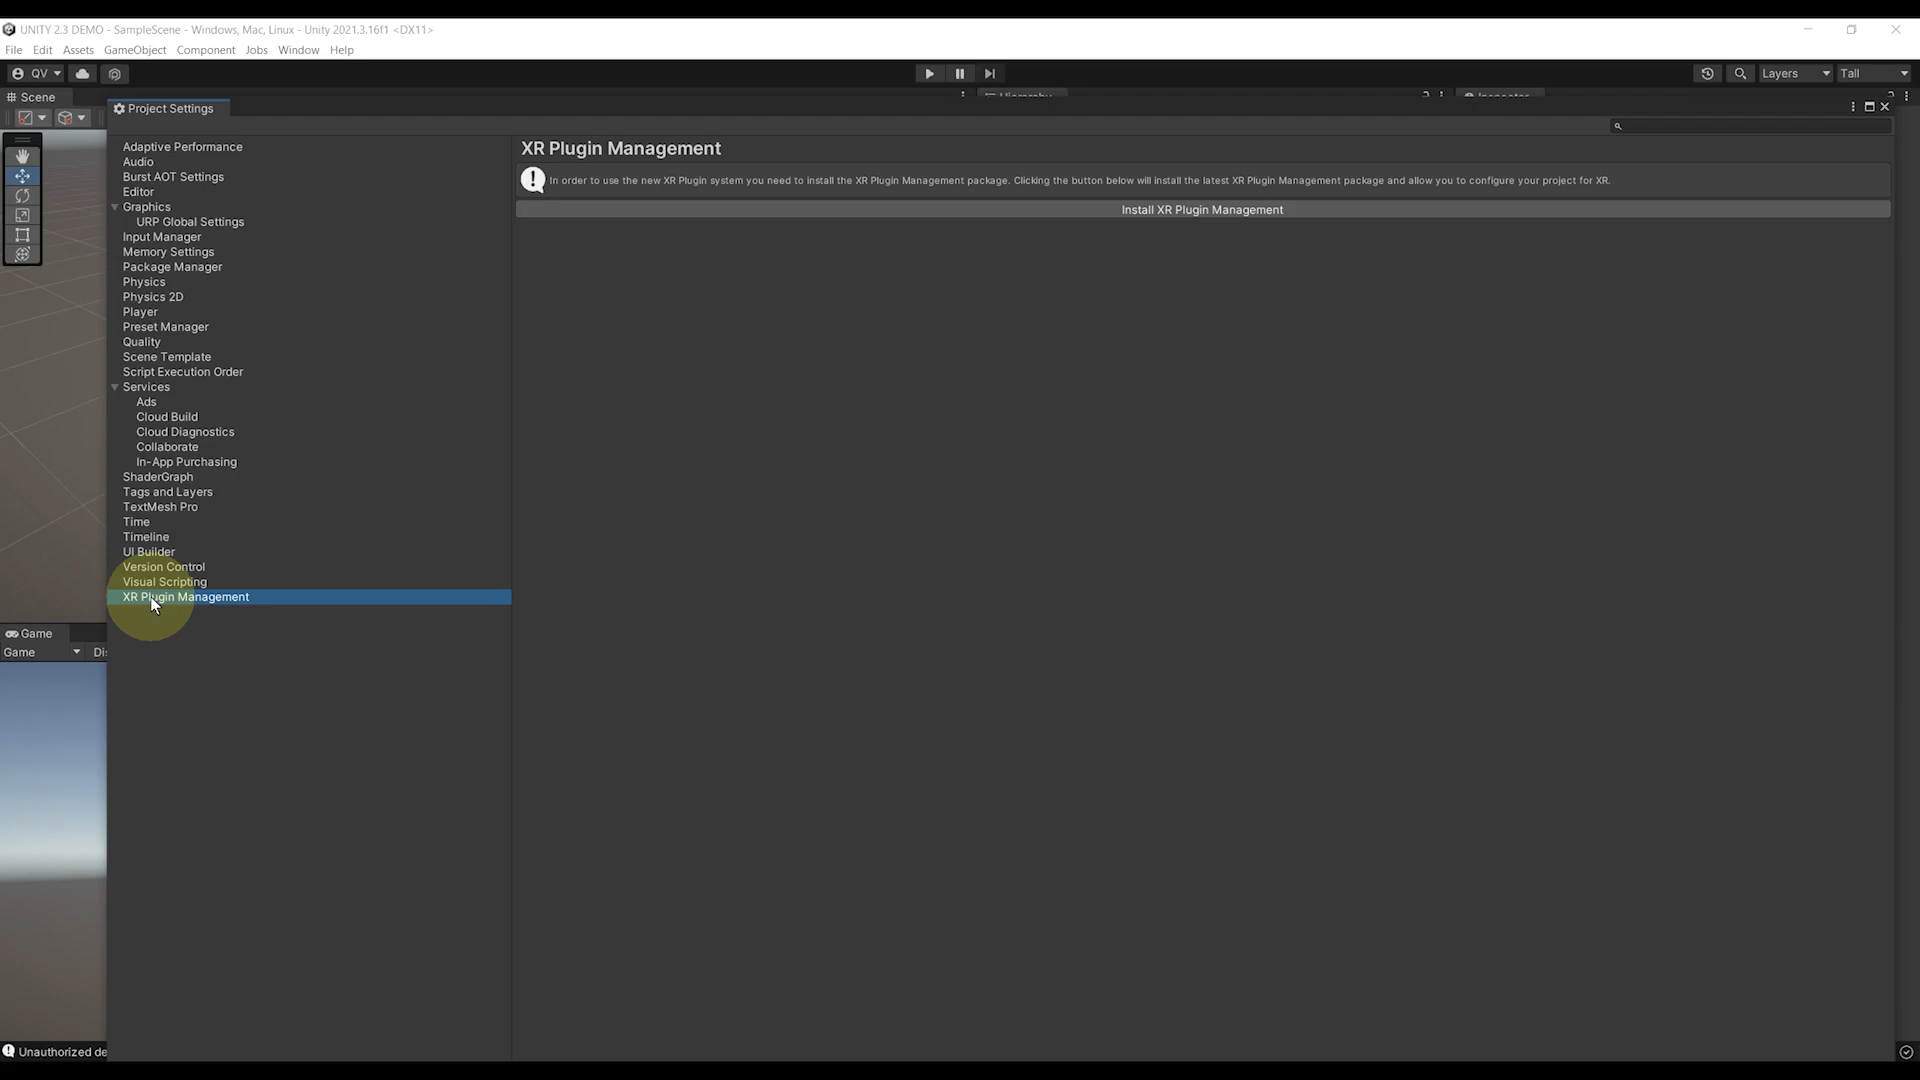 UNITY 2.3 DEMO - SampleScene - Windows, Mac, Linux - Unity 2021.3.16f1 <DX11>
File Edit Assets GameObject Component Jobs Window Help
QV Layers Tall
Scene Hierarchy Inspector
Project Settings
Adaptive Performance
Audio
Burst AOT Settings
Editor
Graphics
URP Global Settings
Input Manager
Memory Settings
Package Manager
Physics
Physics 2D
Player
Preset Manager
Quality
Scene Template
Script Execution Order
Services
Ads
Cloud Build
Cloud Diagnostics
Collaborate
In-App Purchasing
ShaderGraph
Tags and Layers
TextMesh Pro
Time
Timeline
UI Builder
Version Control
Visual Scripting
XR Plugin Management
XR Plugin Management
In order to use the new XR Plugin system you need to install the XR Plugin Management package. Clicking the button below will install the latest XR Plugin Management package and allow you to configure your project for XR.
Install XR Plugin Management
Game
Game Dis
Unauthorized de